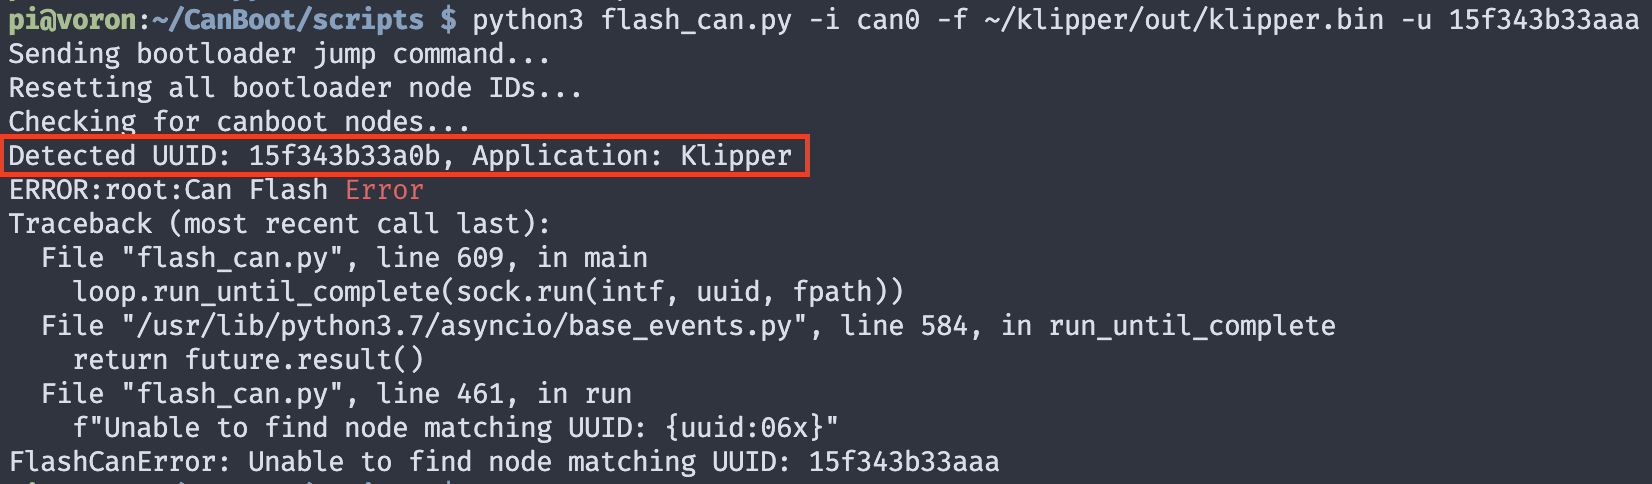 pi@voron:~/CanBoot/scripts $ python3 flash_can.py -i can0 -f ~/klipper/out/klipper.bin -u 15f343b33aaa
Sending bootloader jump command...
Resetting all bootloader node IDs...
Checking for canboot nodes...
Detected UUID: 15f343b33a0b, Application: Klipper
ERROR:root:Can Flash Error
Traceback (most recent call last):
  File "flash_can.py", line 609, in main
    loop.run_until_complete(sock.run(intf, uuid, fpath))
  File "/usr/lib/python3.7/asyncio/base_events.py", line 584, in run_until_complete
    return future.result()
  File "flash_can.py", line 461, in run
    f"Unable to find node matching UUID: {uuid:06x}"
FlashCanError: Unable to find node matching UUID: 15f343b33aaa